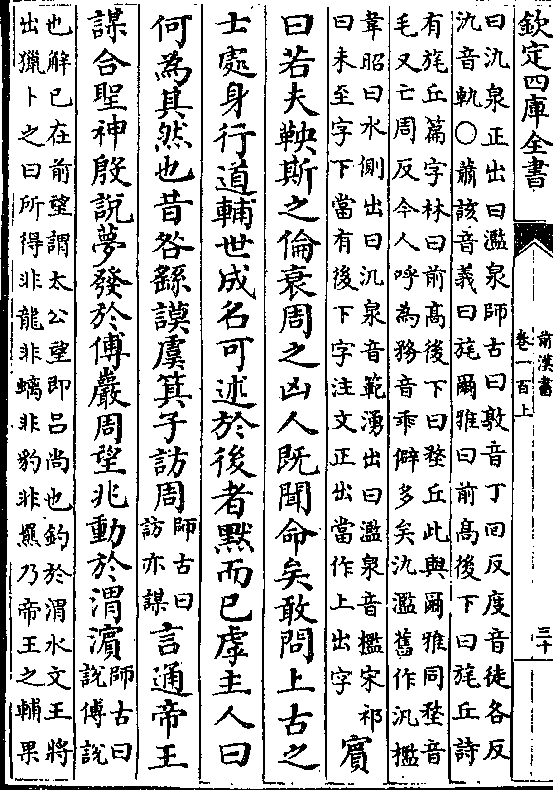 欽定四庫全書
前漢書
卷一百上
三十
曰氿泉正出曰濫泉師古曰敦音丁回反度音徒各反
氿音軌○蕭該音義曰旄爾雅曰前高後下曰旄丘詩
有旄丘篇字林曰前高後下曰堥丘此與爾雅同堥音
毛又亡周反今人呼為務音乖僻多矣氿濫舊作汎檻
韋昭曰水側出曰氿泉音範湧出曰濫泉音檻宋祁
曰未至字下當有後下字注文正出當作上出字
賓
曰若夫鞅斯之倫衰周之凶人既聞命矣敢問上古之
士處身行道輔世成名可述於後者默而已虖主人曰
何為其然也昔咎繇謨虞箕子訪周
師古曰
訪亦謀
言通帝王
謀合聖神殷說夢發於傅巖周望兆動於渭濱
師古曰
說傅說
也解已在前望謂太公望即呂尚也釣於渭水文王將
出獵卜之曰所得非龍非螭非豹非羆乃帝王之輔果